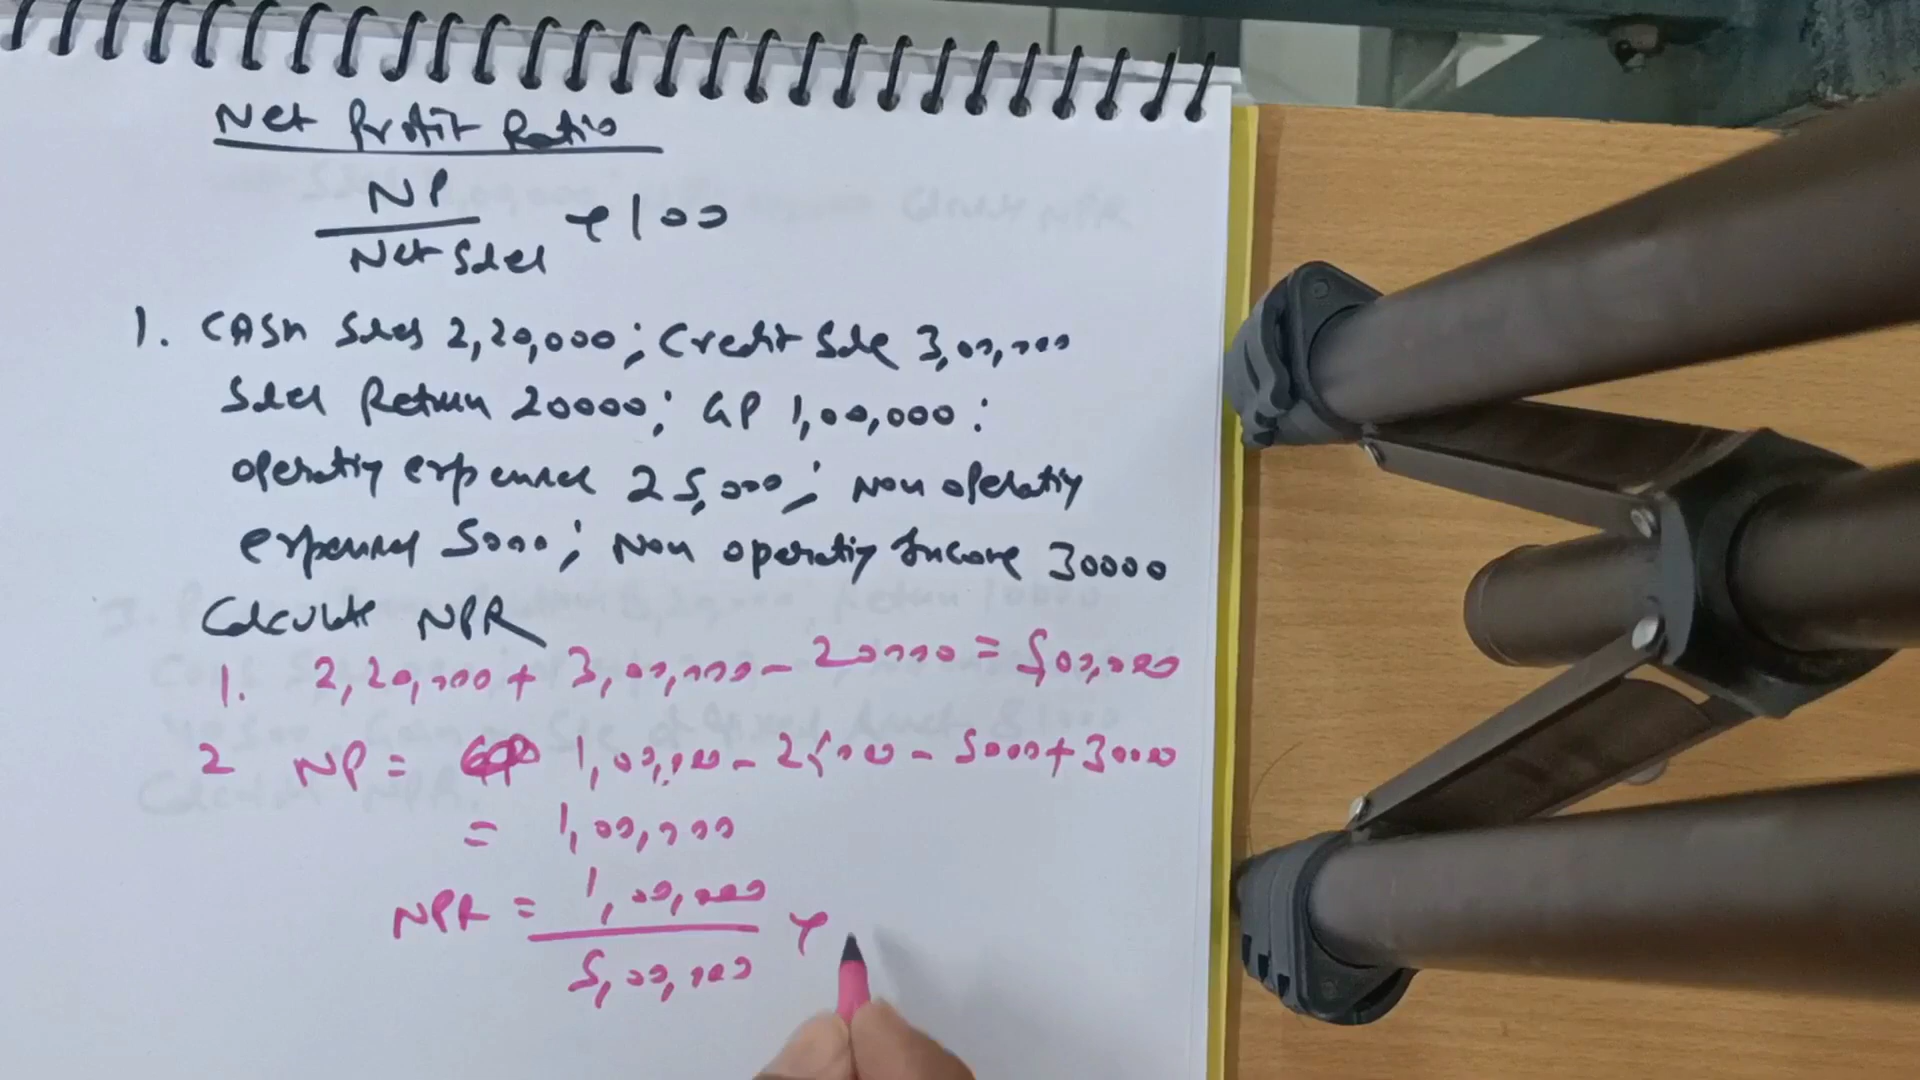 Net Profit Ratio
NP
Net Sales × 100
1. CASH Sales 2,20,000; Credit Sale 3,00,000
Sales Return 20000; GP 1,00,000:
operating expenses 25,000; Non operating
expenses 5000; Non operating Income 30000
Calculate NPR
1. 2,20,000 + 3,00,000 - 20000 = 5,00,000
2 NP = 1,00,000 - 25000 - 5000 + 30000
= 1,00,000
NPR = 1,00,000
5,00,000 ×